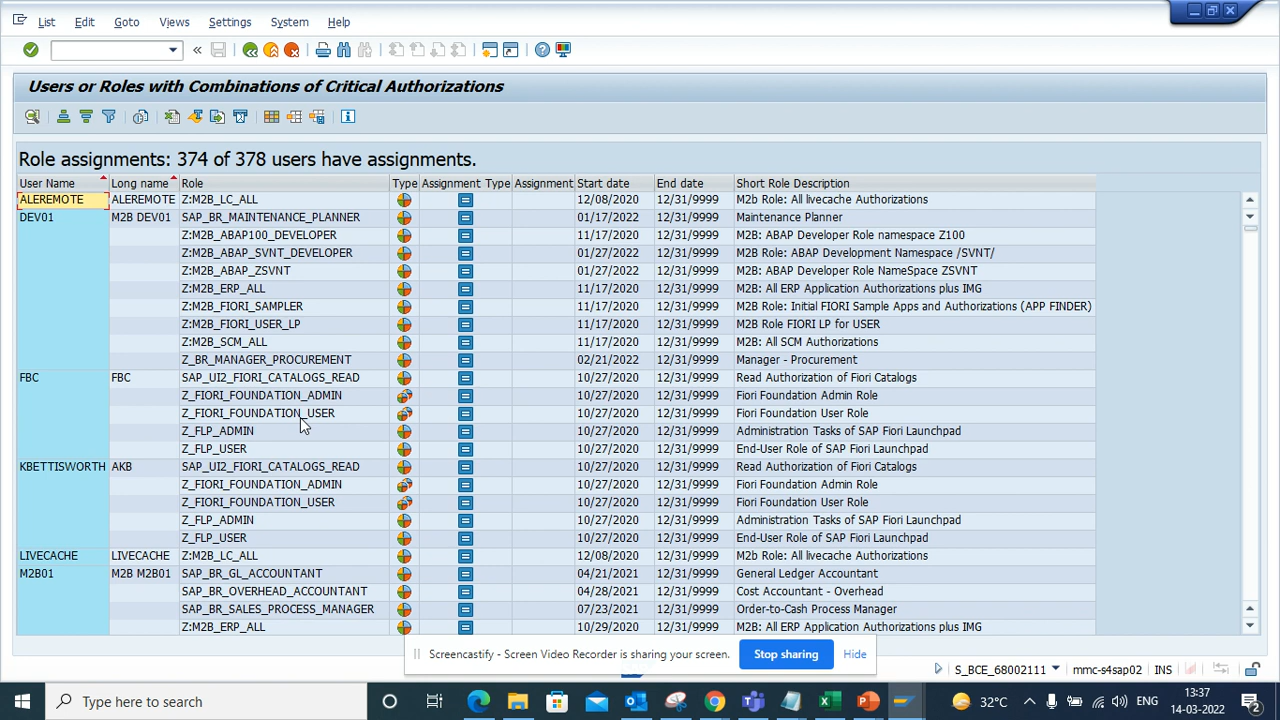 List Edit Goto Views Settings System Help
Users or Roles with Combinations of Critical Authorizations
Role assignments: 374 of 378 users have assignments.
User Name Long name Role Type Assignment Type Assignment Start date End date Short Role Description
ALEREMOTE ALEREMOTE Z:M2B_LC_ALL 12/08/2020 12/31/9999 M2b Role: All livecache Authorizations
DEV01 M2B DEV01 SAP_BR_MAINTENANCE_PLANNER 01/17/2022 12/31/9999 Maintenance Planner
Z:M2B_ABAP100_DEVELOPER 11/17/2020 12/31/9999 M2B: ABAP Developer Role namespace Z100
Z:M2B_ABAP_SVNT_DEVELOPER 01/27/2022 12/31/9999 M2B: ABAP Development Namespace /SVNT/
Z:M2B_ABAP_ZSVNT 01/27/2022 12/31/9999 M2B: ABAP Developer Role NameSpace ZSVNT
Z:M2B_ERP_ALL 11/17/2020 12/31/9999 M2B: All ERP Application Authorizations plus IMG
Z:M2B_FIORI_SAMPLER 11/17/2020 12/31/9999 M2B Role: Initial FIORI Sample Apps and Authorizations (APP FINDER)
Z:M2B_FIORI_USER_LP 11/17/2020 12/31/9999 M2B Role FIORI LP for USER
Z:M2B_SCM_ALL 11/17/2020 12/31/9999 M2B: All SCM Authorizations
Z_BR_MANAGER_PROCUREMENT 02/21/2022 12/31/9999 Manager - Procurement
FBC FBC SAP_UI2_FIORI_CATALOGS_READ 10/27/2020 12/31/9999 Read Authorization of Fiori Catalogs
Z_FIORI_FOUNDATION_ADMIN 10/27/2020 12/31/9999 Fiori Foundation Admin Role
Z_FIORI_FOUNDATION_USER 10/27/2020 12/31/9999 Fiori Foundation User Role
Z_FLP_ADMIN 10/27/2020 12/31/9999 Administration Tasks of SAP Fiori Launchpad
Z_FLP_USER 10/27/2020 12/31/9999 End-User Role of SAP Fiori Launchpad
KBETTISWORTH AKB SAP_UI2_FIORI_CATALOGS_READ 10/27/2020 12/31/9999 Read Authorization of Fiori Catalogs
Z_FIORI_FOUNDATION_ADMIN 10/27/2020 12/31/9999 Fiori Foundation Admin Role
Z_FIORI_FOUNDATION_USER 10/27/2020 12/31/9999 Fiori Foundation User Role
Z_FLP_ADMIN 10/27/2020 12/31/9999 Administration Tasks of SAP Fiori Launchpad
Z_FLP_USER 10/27/2020 12/31/9999 End-User Role of SAP Fiori Launchpad
LIVECACHE LIVECACHE Z:M2B_LC_ALL 12/08/2020 12/31/9999 M2b Role: All livecache Authorizations
M2B01 M2B M2B01 SAP_BR_GL_ACCOUNTANT 04/21/2021 12/31/9999 General Ledger Accountant
SAP_BR_OVERHEAD_ACCOUNTANT 04/28/2021 12/31/9999 Cost Accountant - Overhead
SAP_BR_SALES_PROCESS_MANAGER 07/23/2021 12/31/9999 Order-to-Cash Process Manager
Z:M2B_ERP_ALL 10/29/2020 12/31/9999 M2B: All ERP Application Authorizations plus IMG
Screencastify - Screen Video Recorder is sharing your screen. Stop sharing Hide
S_BCE_68002111 mmc-s4sap02 INS
Type here to search 32°C ENG 13:37
14-03-2022 2